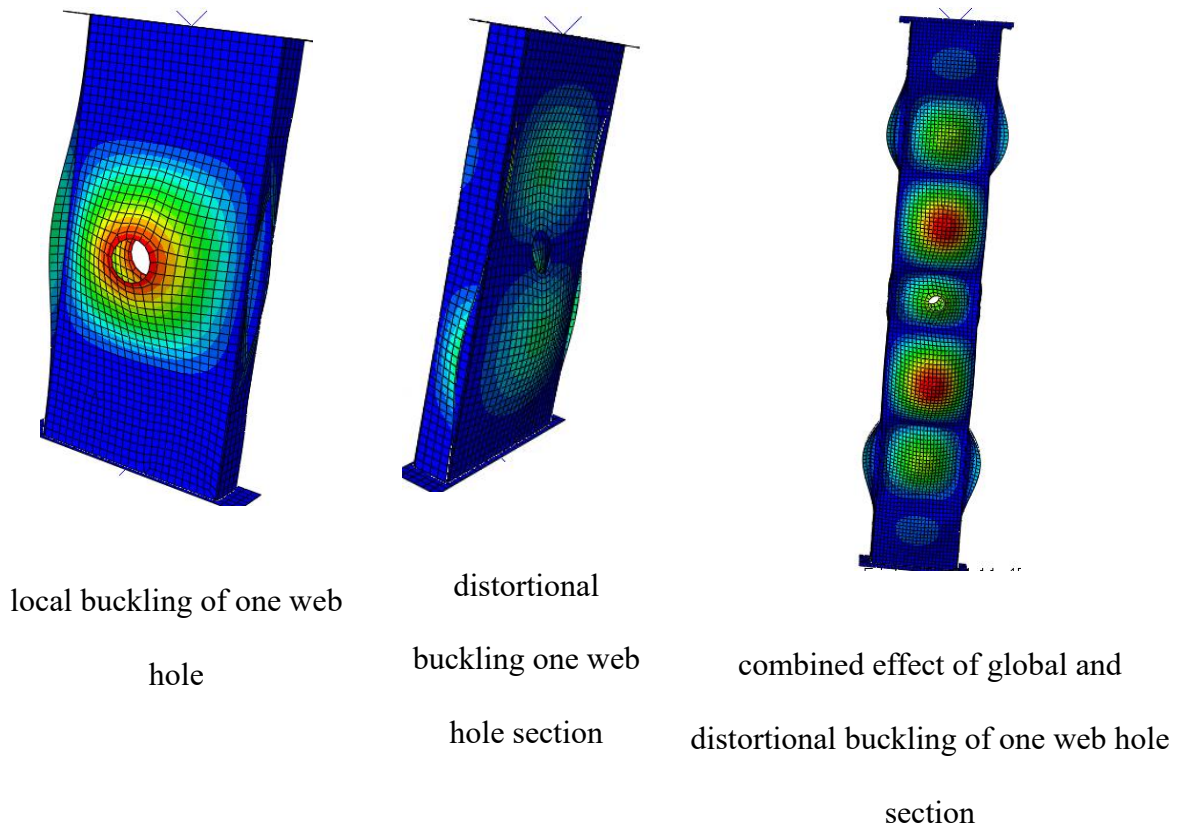 local buckling of one web
hole
distortional
buckling one web
hole section
combined effect of global and
distortional buckling of one web hole
section